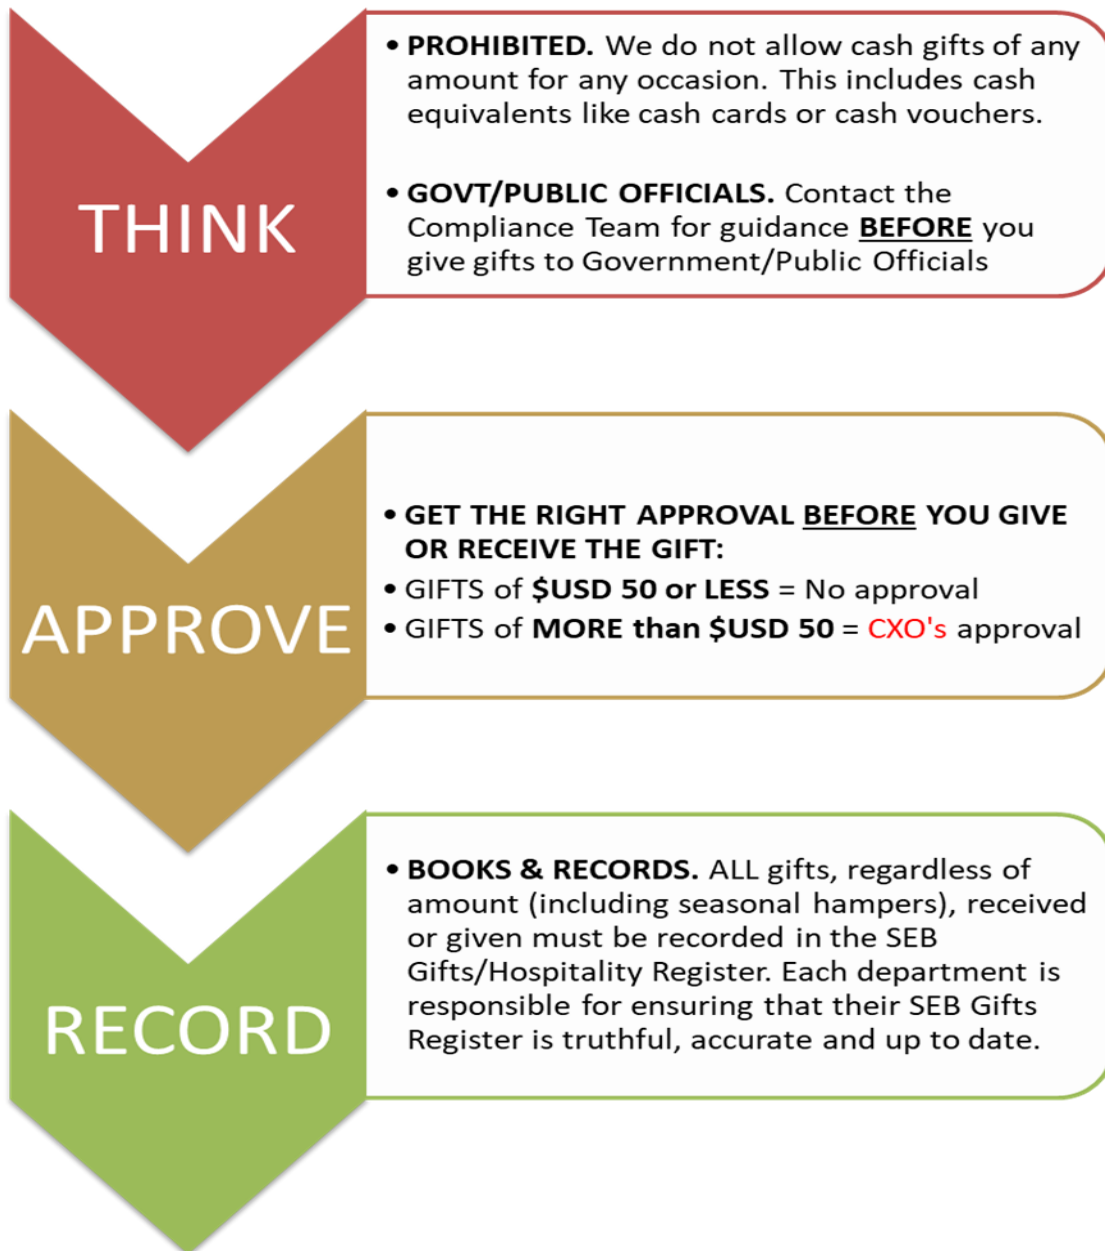 THINK
• PROHIBITED. We do not allow cash gifts of any
amount for any occasion. This includes cash
equivalents like cash cards or cash vouchers.
• GOVT/PUBLIC OFFICIALS. Contact the
Compliance Team for guidance BEFORE you
give gifts to Government/Public Officials
APPROVE
• GET THE RIGHT APPROVAL BEFORE YOU GIVE
OR RECEIVE THE GIFT:
• GIFTS of $USD 50 or LESS = No approval
• GIFTS of MORE than $USD 50 = CXO's approval
RECORD
• BOOKS & RECORDS. ALL gifts, regardless of
amount (including seasonal hampers), received
or given must be recorded in the SEB
Gifts/Hospitality Register. Each department is
responsible for ensuring that their SEB Gifts
Register is truthful, accurate and up to date.